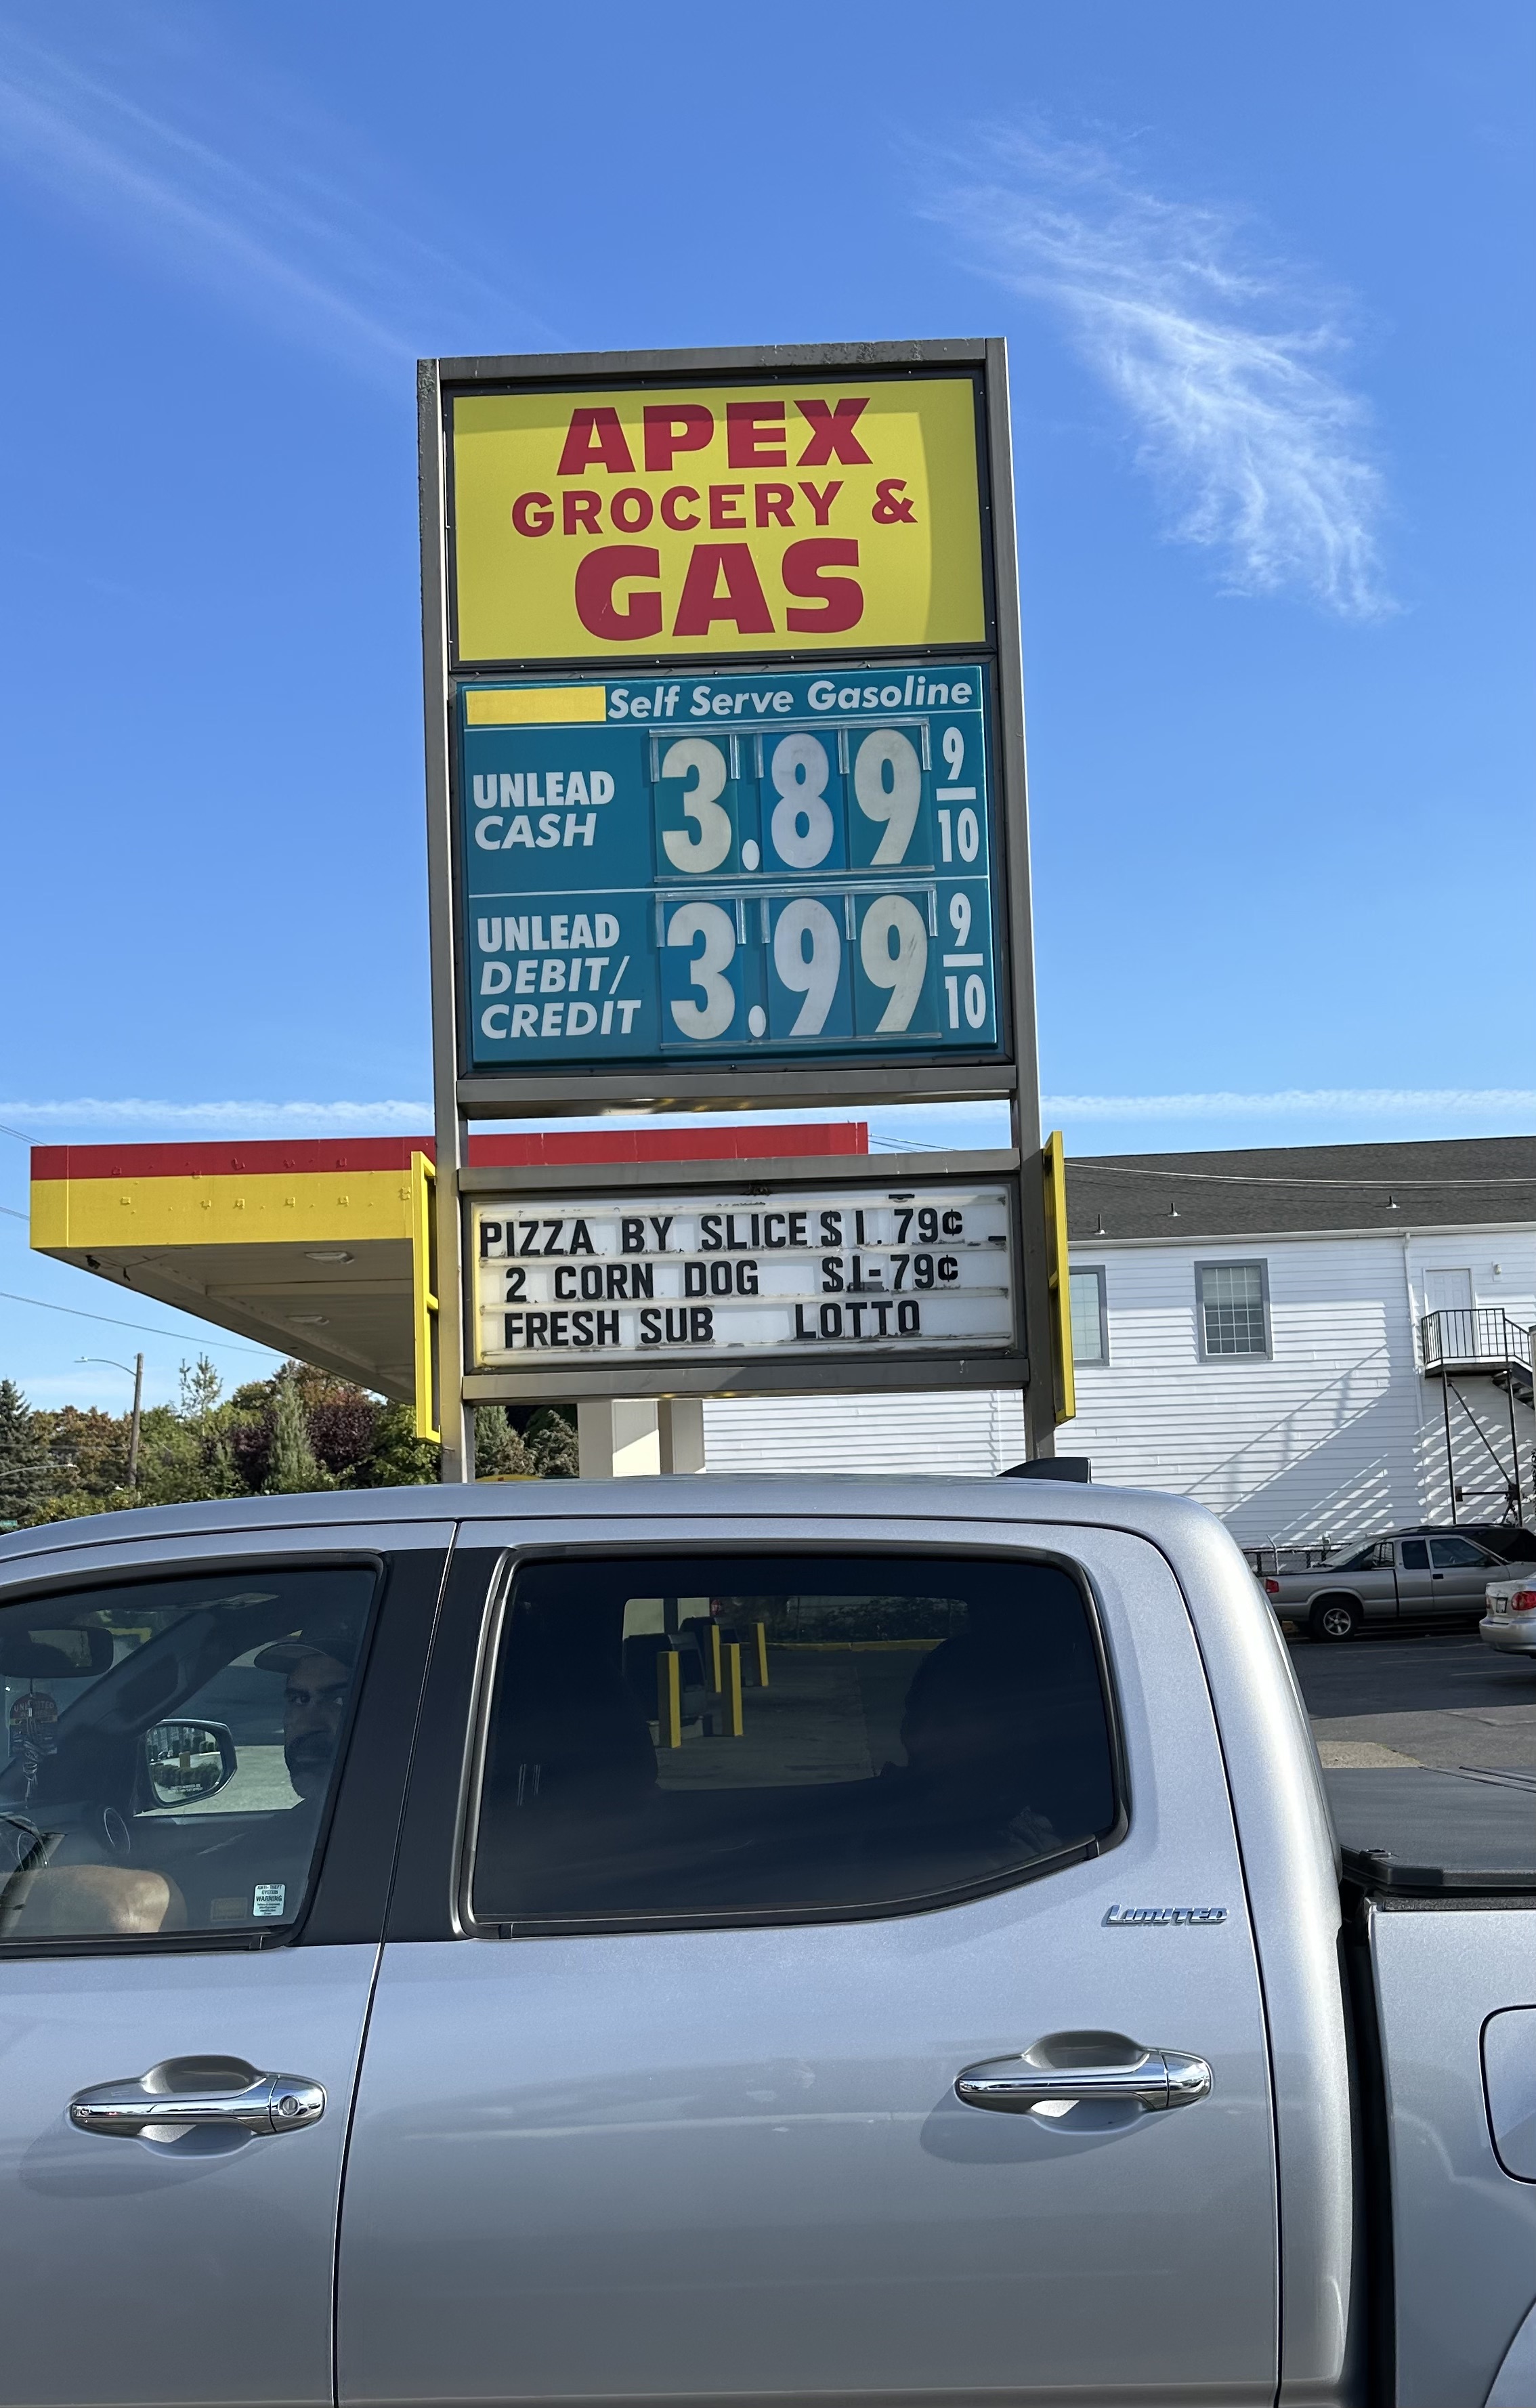 APEX
GROCERY &
GAS
Self Serve Gasoline
UNLEAD
CASH
3.89 9/10
UNLEAD
DEBIT/
CREDIT
3.99 9/10
PIZZA BY SLICE $1.79¢
2 CORN DOG $1-79¢
FRESH SUB LOTTO
WARNING
LIMITED